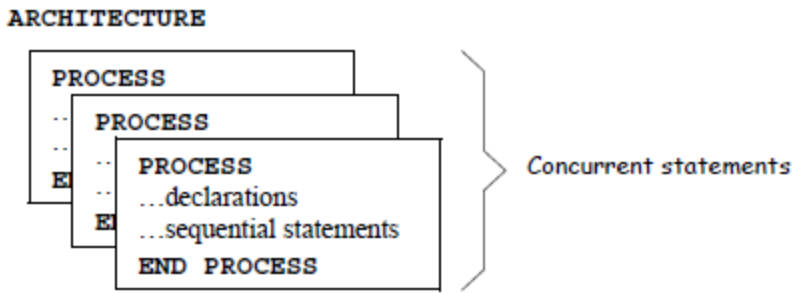 ARCHITECTURE
PROCESS
..
..
PROCESS
..
..
PROCESS
...declarations
...sequential statements
END PROCESS
Concurrent statements